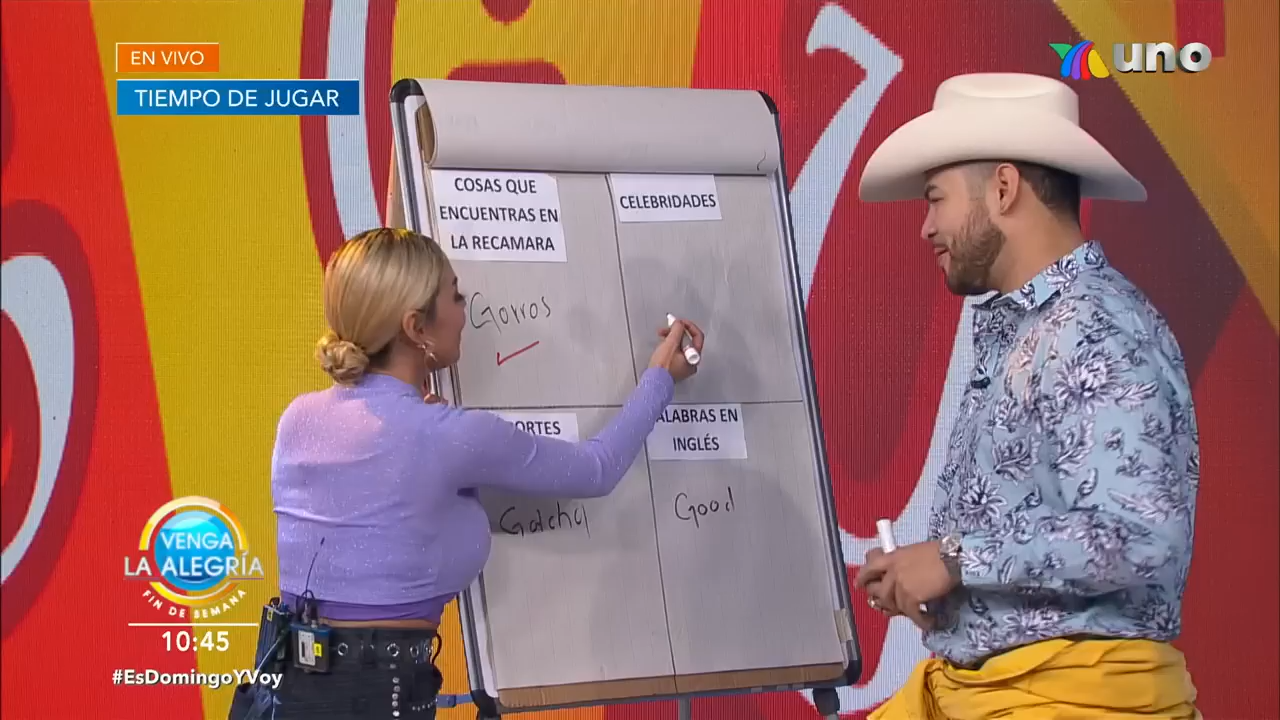 EN VIVO
TIEMPO DE JUGAR
uno
COSAS QUE
ENCUENTRAS EN
LA RECAMARA
CELEBRIDADES
Gorros
ORTES
ALABRAS EN
INGLÉS
Good
VENGA
LA ALEGRÍA
FIN DE SEMANA
10:45
#EsDomingoYVoy